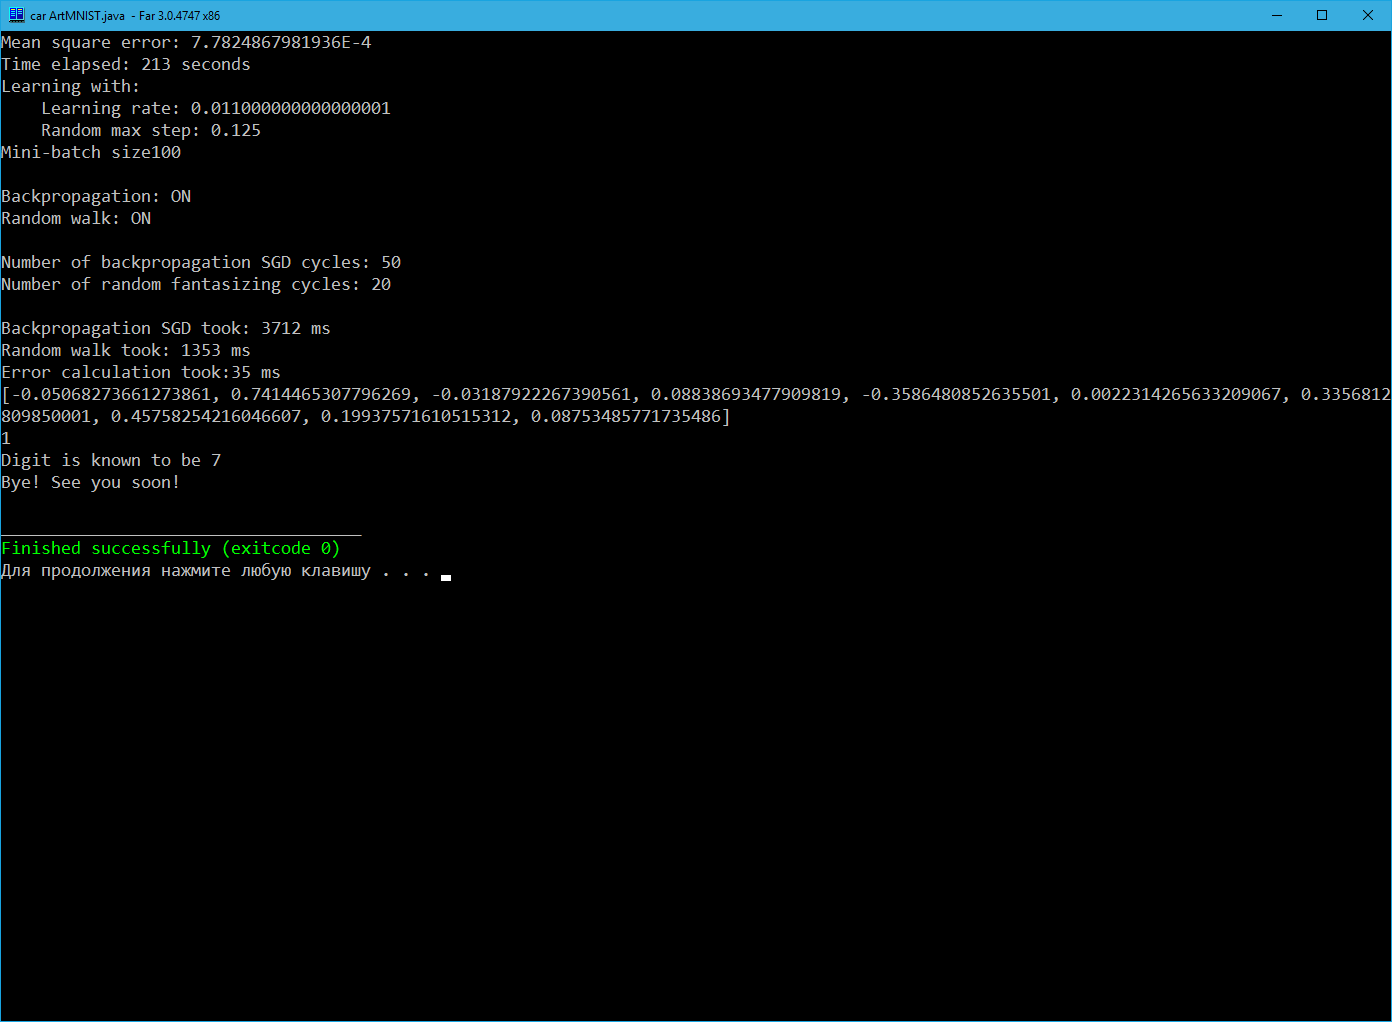 car ArtMNIST.java - Far 3.0.4747 x86
Mean square error: 7.7824867981936E-4
Time elapsed: 213 seconds
Learning with:
    Learning rate: 0.011000000000000001
    Random max step: 0.125
Mini-batch size100
Backpropagation: ON
Random walk: ON
Number of backpropagation SGD cycles: 50
Number of random fantasizing cycles: 20
Backpropagation SGD took: 3712 ms
Random walk took: 1353 ms
Error calculation took:35 ms
[-0.05068273661273861, 0.7414465307796269, -0.03187922267390561, 0.08838693477909819, -0.3586480852635501, 0.0022314265633209067, 0.3356812
809850001, 0.45758254216046607, 0.19937571610515312, 0.08753485771735486]
1
Digit is known to be 7
Bye! See you soon!
____________________________________
Finished successfully (exitcode 0)
Для продолжения нажмите любую клавишу . . .